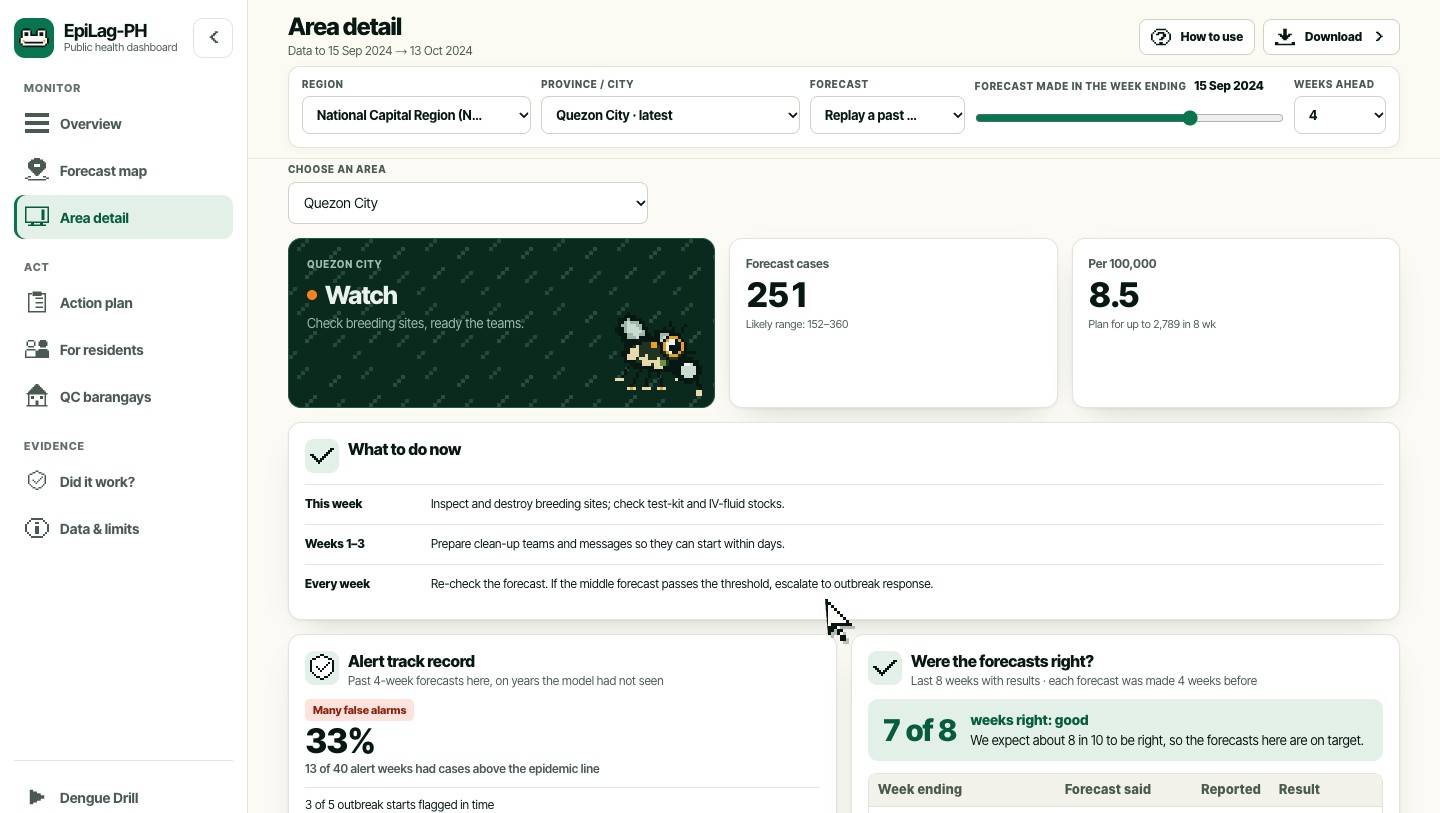 EpiLag-PH
Public health dashboard
MONITOR
Overview
Forecast map
Area detail
ACT
Action plan
For residents
QC barangays
EVIDENCE
Did it work?
Data & limits
Dengue Drill
Area detail
Data to 15 Sep 2024 → 13 Oct 2024
How to use
Download
REGION
National Capital Region (N...
PROVINCE / CITY
Quezon City · latest
FORECAST
Replay a past ...
FORECAST MADE IN THE WEEK ENDING 15 Sep 2024
WEEKS AHEAD
4
CHOOSE AN AREA
Quezon City
QUEZON CITY
Watch
Check breeding sites, ready the teams.
Forecast cases
251
Likely range: 152–360
Per 100,000
8.5
Plan for up to 2,789 in 8 wk
What to do now
This week Inspect and destroy breeding sites; check test-kit and IV-fluid stocks.
Weeks 1–3 Prepare clean-up teams and messages so they can start within days.
Every week Re-check the forecast. If the middle forecast passes the threshold, escalate to outbreak response.
Alert track record
Past 4-week forecasts here, on years the model had not seen
Many false alarms
33%
13 of 40 alert weeks had cases above the epidemic line
3 of 5 outbreak starts flagged in time
Were the forecasts right?
Last 8 weeks with results · each forecast was made 4 weeks before
7 of 8
weeks right: good
We expect about 8 in 10 to be right, so the forecasts here are on target.
Week ending Forecast said Reported Result